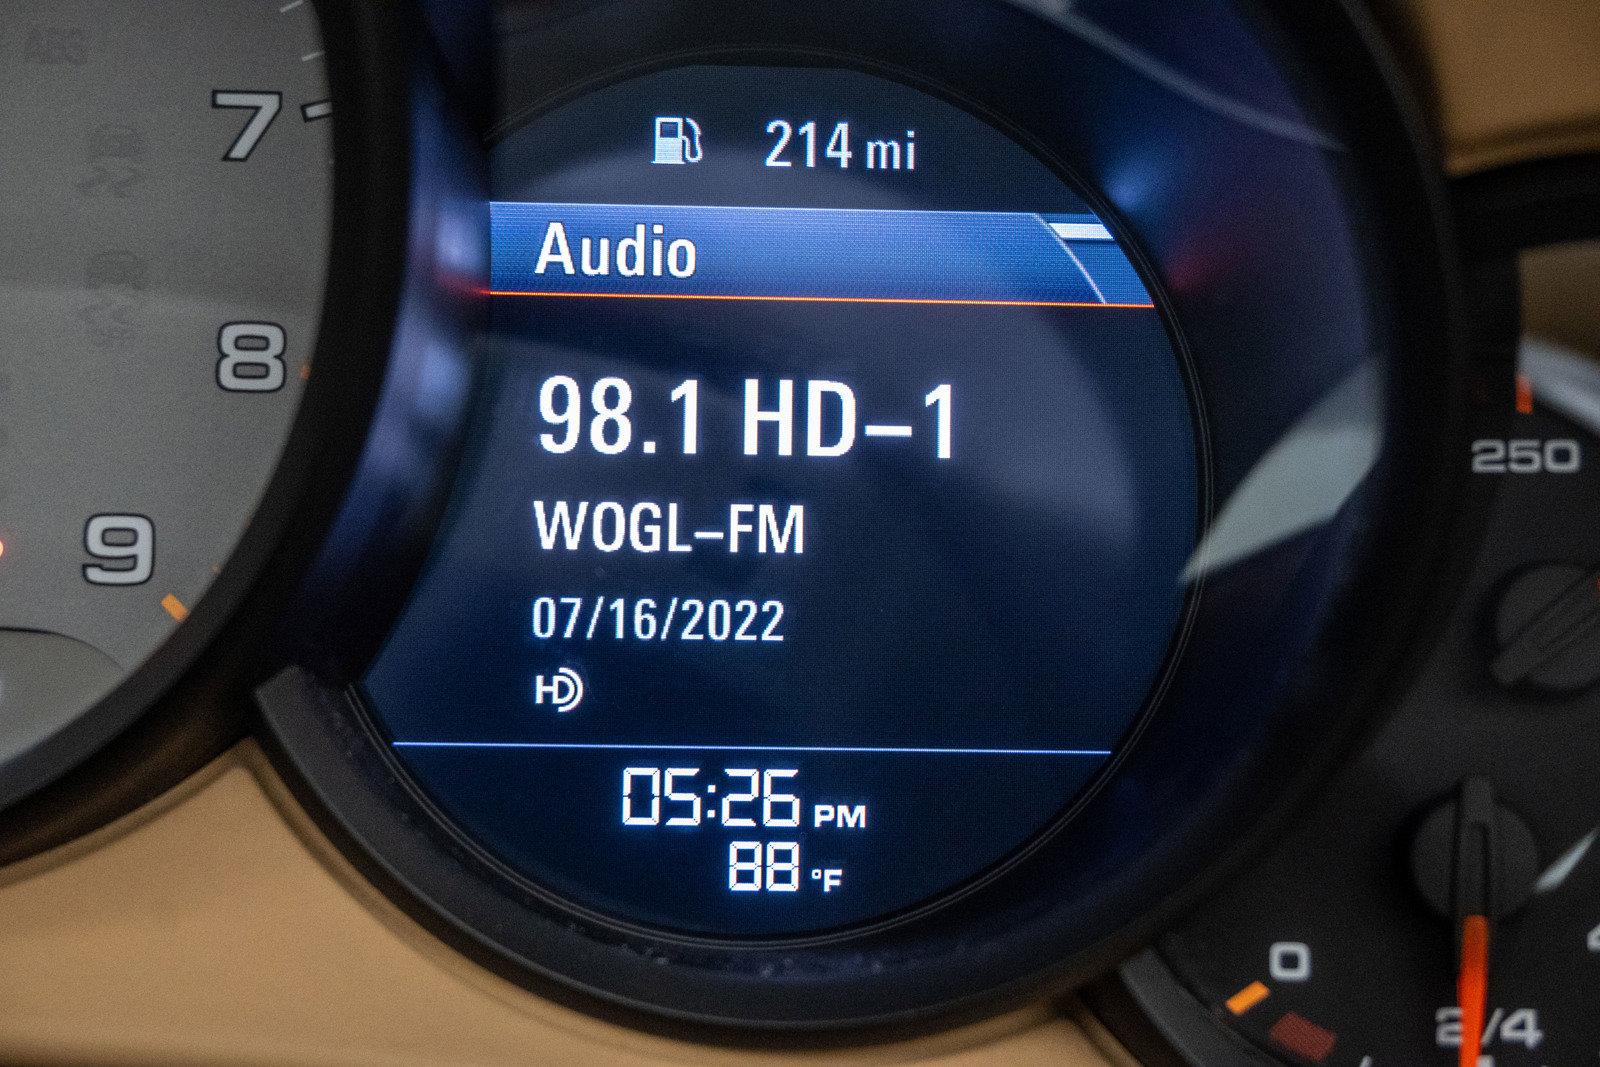 7
8
9
214 mi
Audio
98.1 HD–1
WOGL–FM
07/16/2022
HD
05:26 PM
88 °F
250
0
2/4